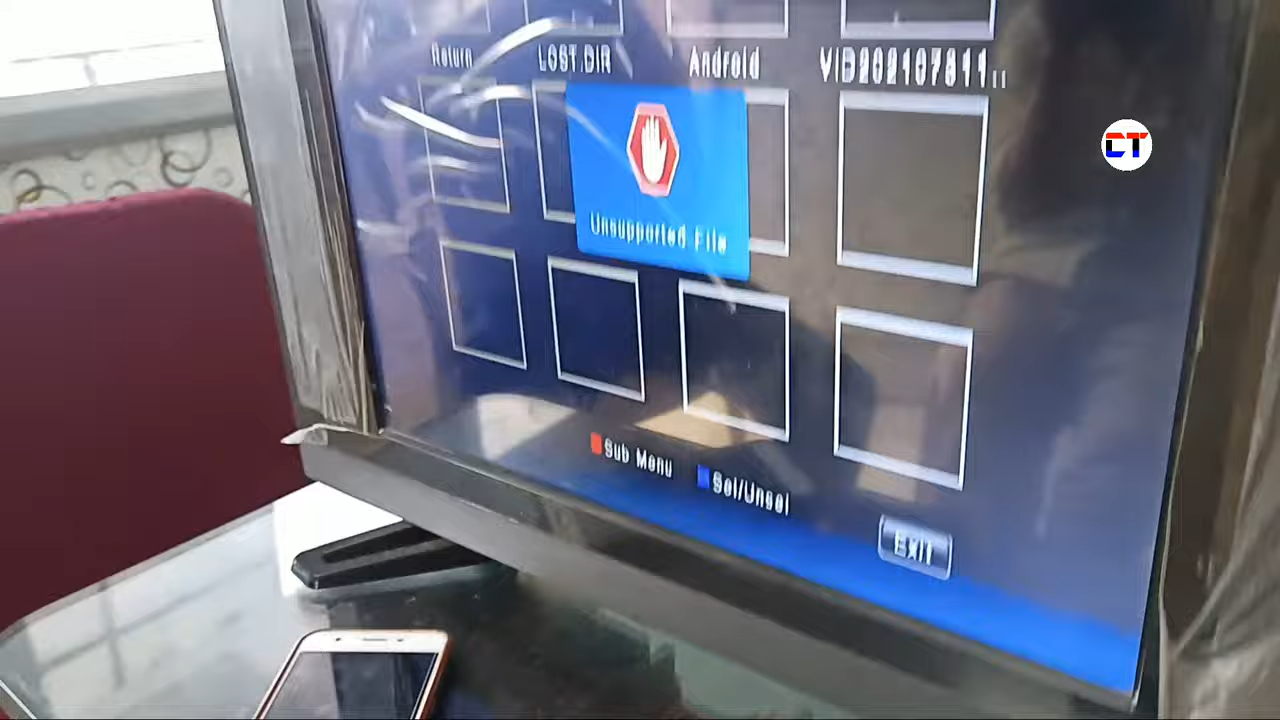 Return LOST.DIR Android
Unsupported File
Sub Menu Sel/Unsel
Exit
CT